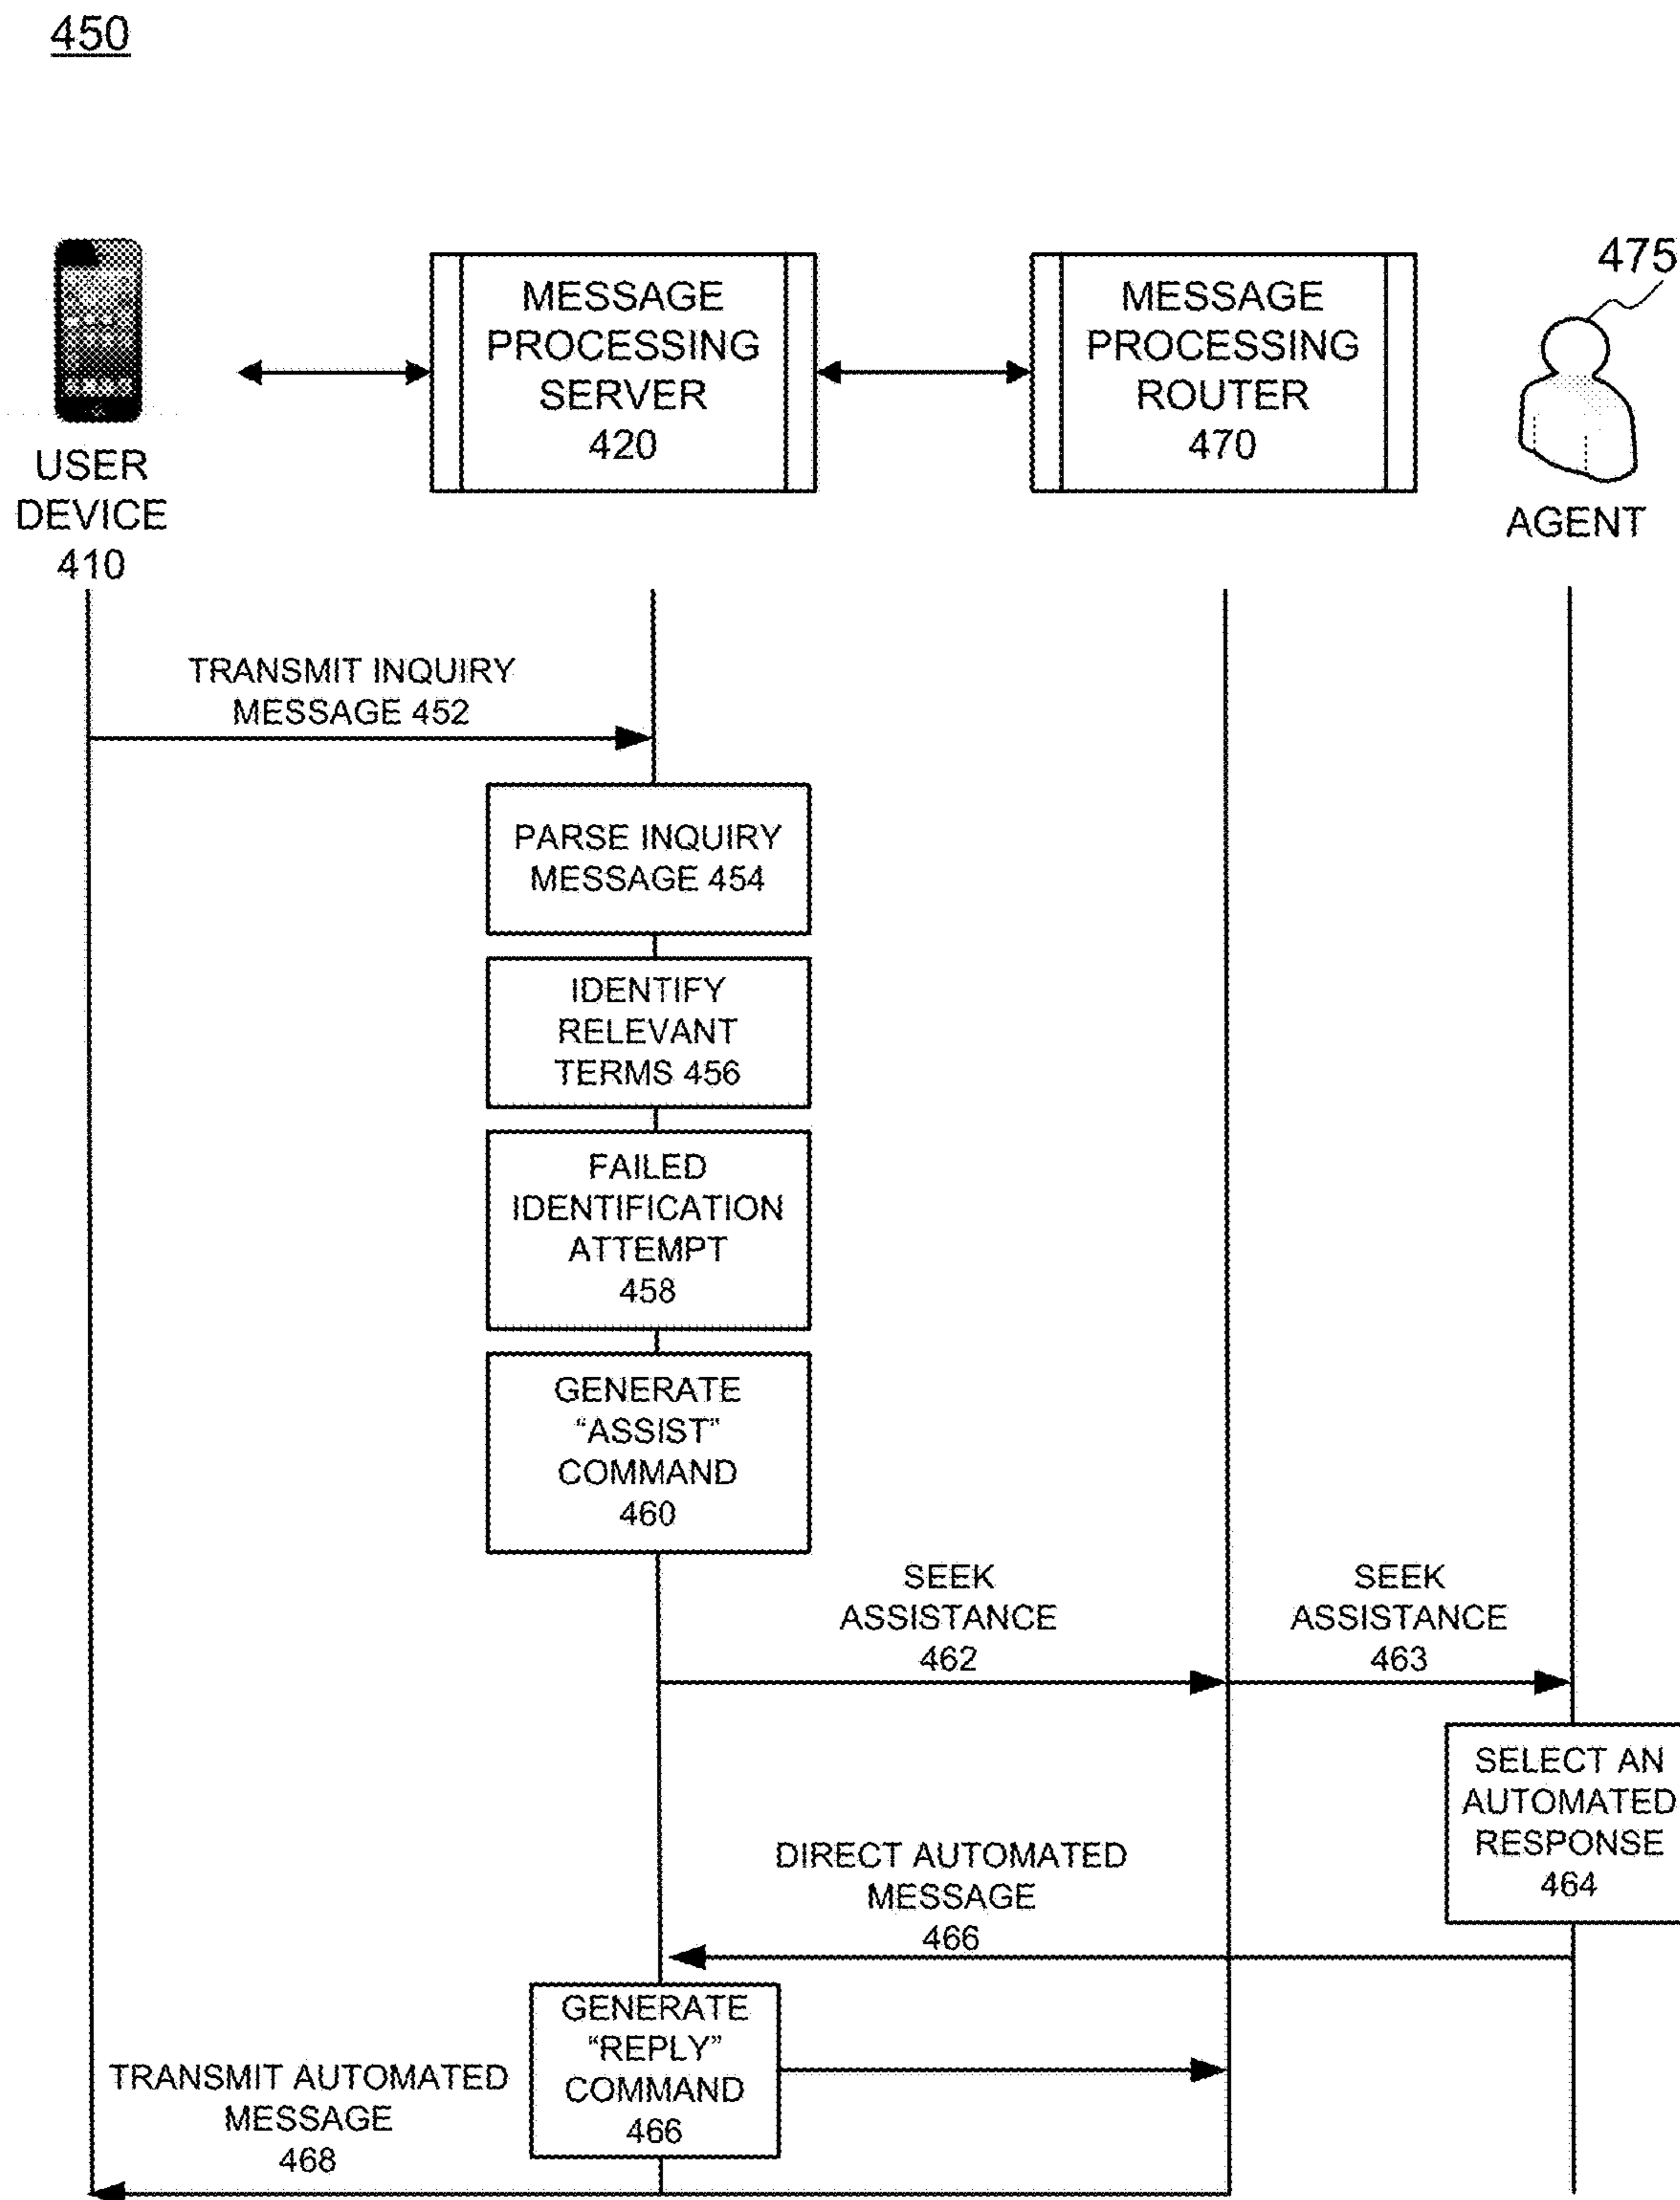 450
475
USER
DEVICE
410
MESSAGE
PROCESSING
SERVER
420
MESSAGE
PROCESSING
ROUTER
470
AGENT
TRANSMIT INQUIRY
MESSAGE 452
PARSE INQUIRY
MESSAGE 454
IDENTIFY
RELEVANT
TERMS 456
FAILED
IDENTIFICATION
ATTEMPT
458
GENERATE
“ASSIST”
COMMAND
460
SEEK
ASSISTANCE
462
SEEK
ASSISTANCE
463
SELECT AN
AUTOMATED
RESPONSE
464
DIRECT AUTOMATED
MESSAGE
466
GENERATE
“REPLY”
COMMAND
466
TRANSMIT AUTOMATED
MESSAGE
468